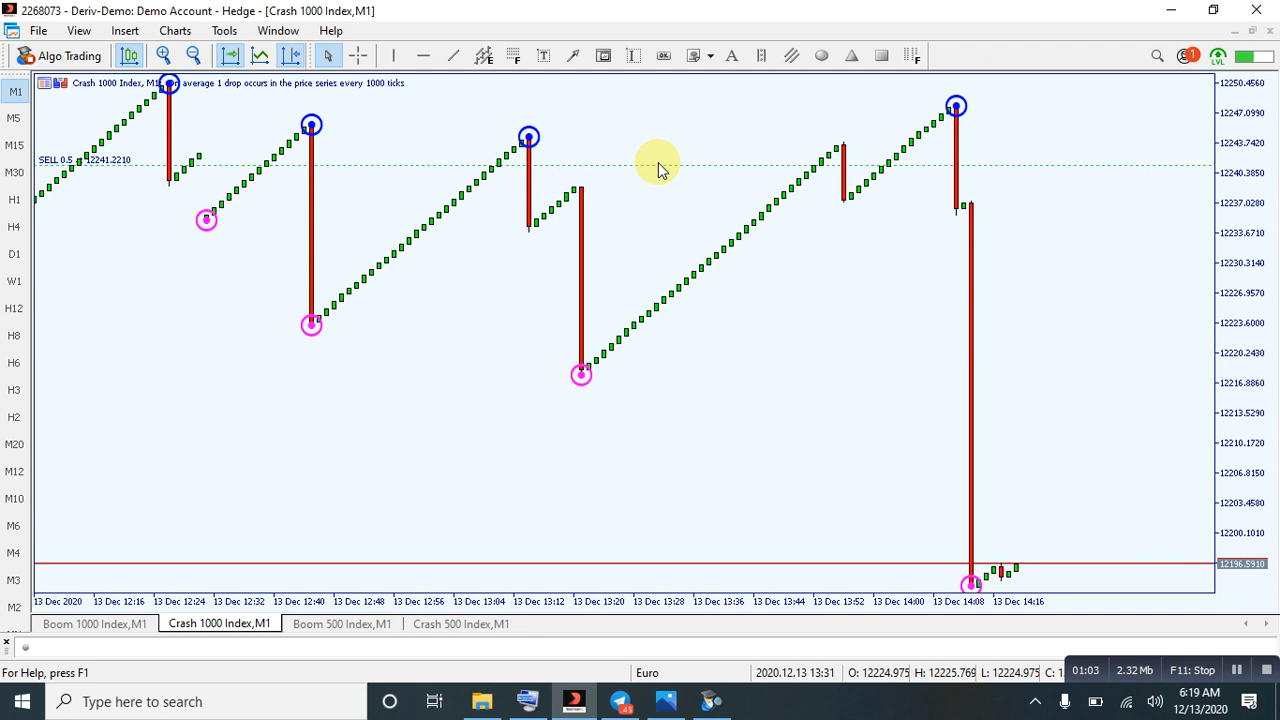 2268073 - Deriv-Demo: Demo Account - Hedge - [Crash 1000 Index,M1]
File View Insert Charts Tools Window Help
Algo Trading
LVL
M1
M5
M15
M30
H1
H4
D1
W1
H12
H8
H6
H3
H2
M20
M12
M10
M6
M4
M3
M2
Crash 1000 Index, M1: average 1 drop occurs in the price series every 1000 ticks
SELL 0.5 12241.2210
12250.4560
12247.0990
12243.7420
12240.3850
12237.0280
12233.6710
12230.3140
12226.9570
12223.6000
12220.2430
12216.8860
12213.5290
12210.1720
12206.8150
12203.4580
12200.1010
12196.5910
13 Dec 2020 13 Dec 12:16 13 Dec 12:24 13 Dec 12:32 13 Dec 12:40 13 Dec 12:48 13 Dec 12:56 13 Dec 13:04 13 Dec 13:12 13 Dec 13:20 13 Dec 13:28 13 Dec 13:36 13 Dec 13:44 13 Dec 13:52 13 Dec 14:00 13 Dec 14:08 13 Dec 14:16
Boom 1000 Index,M1 Crash 1000 Index,M1 Boom 500 Index,M1 Crash 500 Index,M1
For Help, press F1 Euro 2020.12.13 13:31 O: 12224.975 H: 12225.769 L: 12224.975 C: 01:03 2.32 Mb F11: Stop
Type here to search 45 6:19 AM
12/13/2020